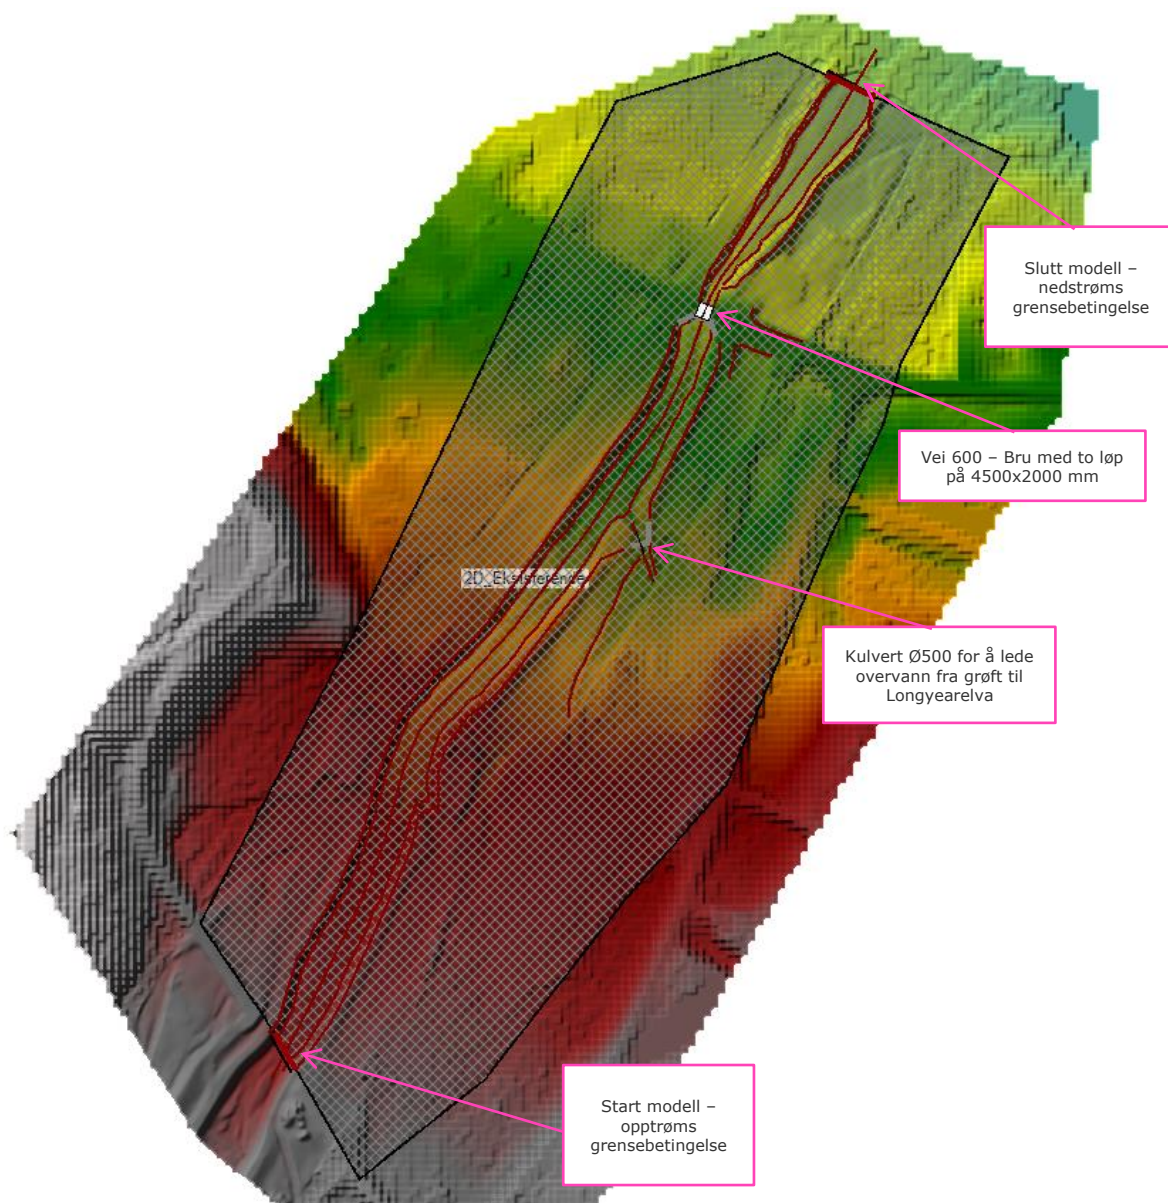 Slutt modell –
nedstrøms
grensebetingelse
Vei 600 – Bru med to løp
på 4500x2000 mm
2D_Eksisterende
Kulvert Ø500 for å lede
overvann fra grøft til
Longyearelva
Start modell –
opptrøms
grensebetingelse